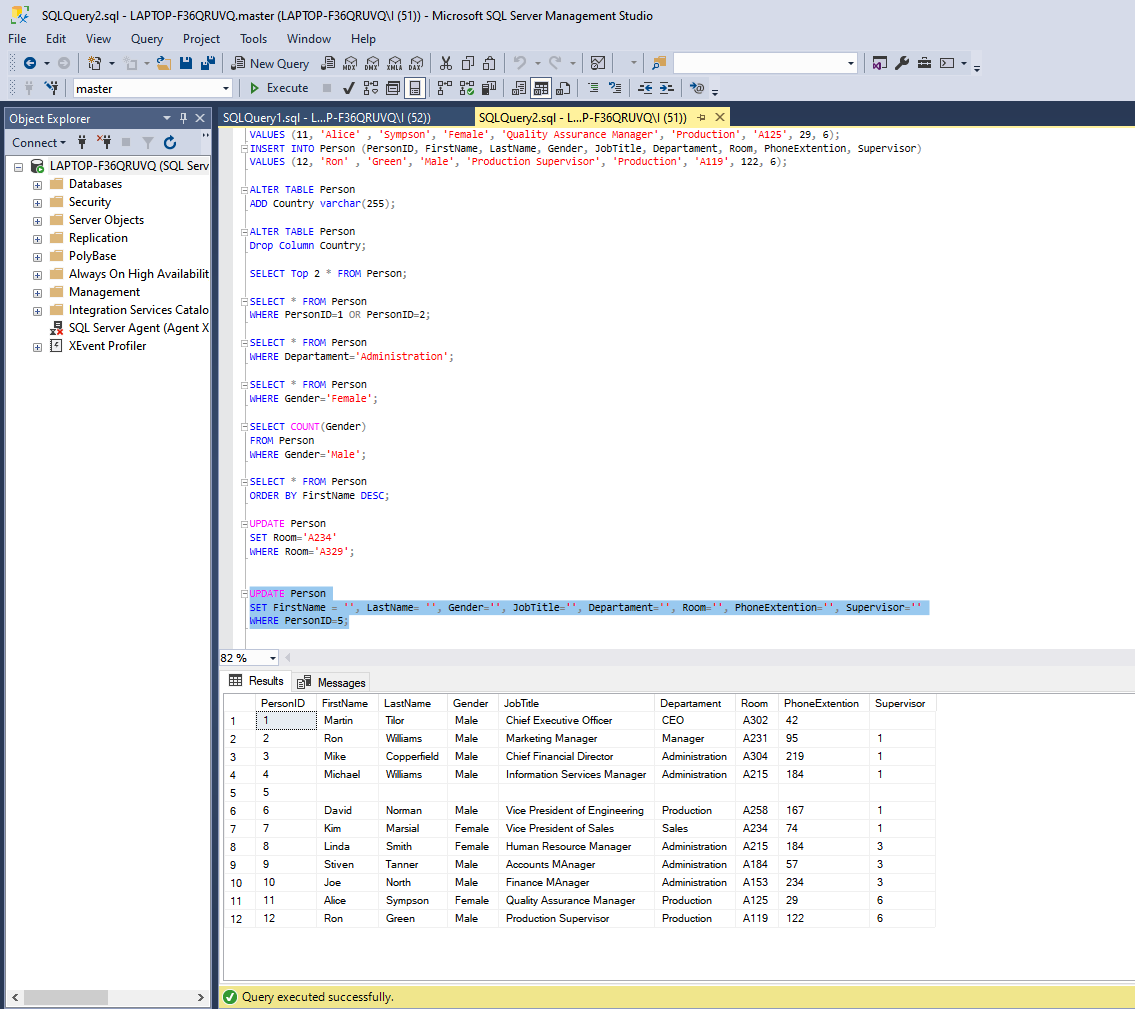 SQLQuery2.sql - LAPTOP-F36QRUVQ.master (LAPTOP-F36QRUVQ\I (51)) - Microsoft SQL Server Management Studio
File Edit View Query Project Tools Window Help
New Query MDX DMX XMLA DAX
master Execute
Object Explorer
SQLQuery1.sql - L...P-F36QRUVQ\I (52)) SQLQuery2.sql - L...P-F36QRUVQ\I (51))
Connect
LAPTOP-F36QRUVQ (SQL Serv
Databases
Security
Server Objects
Replication
PolyBase
Always On High Availabilit
Management
Integration Services Catalo
SQL Server Agent (Agent X
XEvent Profiler
VALUES (11, 'Alice' , 'Sympson', 'Female', 'Quality Assurance Manager', 'Production', 'A125', 29, 6);
INSERT INTO Person (PersonID, FirstName, LastName, Gender, JobTitle, Departament, Room, PhoneExtention, Supervisor)
VALUES (12, 'Ron' , 'Green', 'Male', 'Production Supervisor', 'Production', 'A119', 122, 6);
ALTER TABLE Person
ADD Country varchar(255);
ALTER TABLE Person
Drop Column Country;
SELECT Top 2 * FROM Person;
SELECT * FROM Person
WHERE PersonID=1 OR PersonID=2;
SELECT * FROM Person
WHERE Departament='Administration';
SELECT * FROM Person
WHERE Gender='Female';
SELECT COUNT(Gender)
FROM Person
WHERE Gender='Male';
SELECT * FROM Person
ORDER BY FirstName DESC;
UPDATE Person
SET Room='A234'
WHERE Room='A329';
UPDATE Person
SET FirstName = '', LastName= '', Gender='', JobTitle='', Departament='', Room='', PhoneExtention='', Supervisor=''
WHERE PersonID=5;
82 %
Results Messages
PersonID FirstName LastName Gender JobTitle Departament Room PhoneExtention Supervisor
1 1 Martin Tilor Male Chief Executive Officer CEO A302 42
2 2 Ron Williams Male Marketing Manager Manager A231 95 1
3 3 Mike Copperfield Male Chief Financial Director Administration A304 219 1
4 4 Michael Williams Male Information Services Manager Administration A215 184 1
5 5
6 6 David Norman Male Vice President of Engineering Production A258 167 1
7 7 Kim Marsial Female Vice President of Sales Sales A234 74 1
8 8 Linda Smith Female Human Resource Manager Administration A215 184 3
9 9 Stiven Tanner Male Accounts MAnager Administration A184 57 3
10 10 Joe North Male Finance MAnager Administration A153 234 3
11 11 Alice Sympson Female Quality Assurance Manager Production A125 29 6
12 12 Ron Green Male Production Supervisor Production A119 122 6
Query executed successfully.